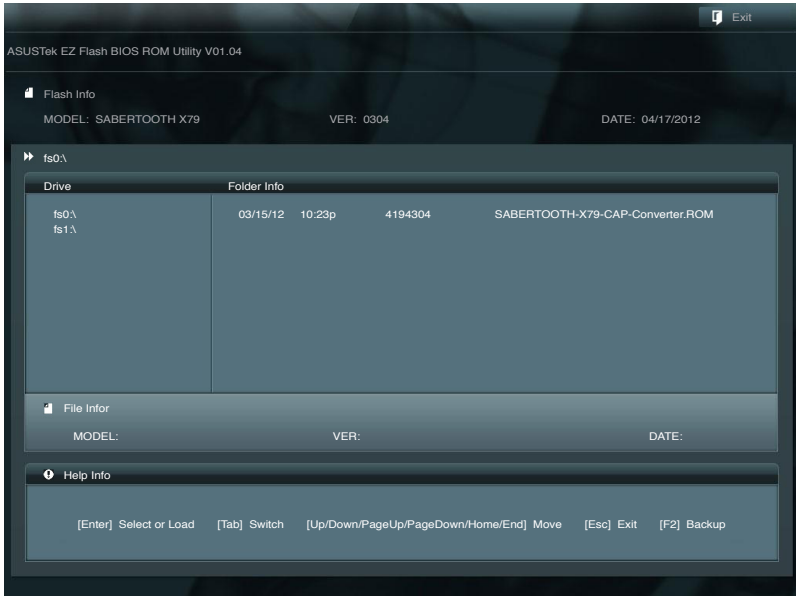 Exit
ASUSTek EZ Flash BIOS ROM Utility V01.04
Flash Info
MODEL: SABERTOOTH X79 VER: 0304 DATE: 04/17/2012
fs0:\
Drive Folder Info
fs0:\ 03/15/12 10:23p 4194304 SABERTOOTH-X79-CAP-Converter.ROM
fs1:\
File Infor
MODEL: VER: DATE:
Help Info
[Enter] Select or Load [Tab] Switch [Up/Down/PageUp/PageDown/Home/End] Move [Esc] Exit [F2] Backup